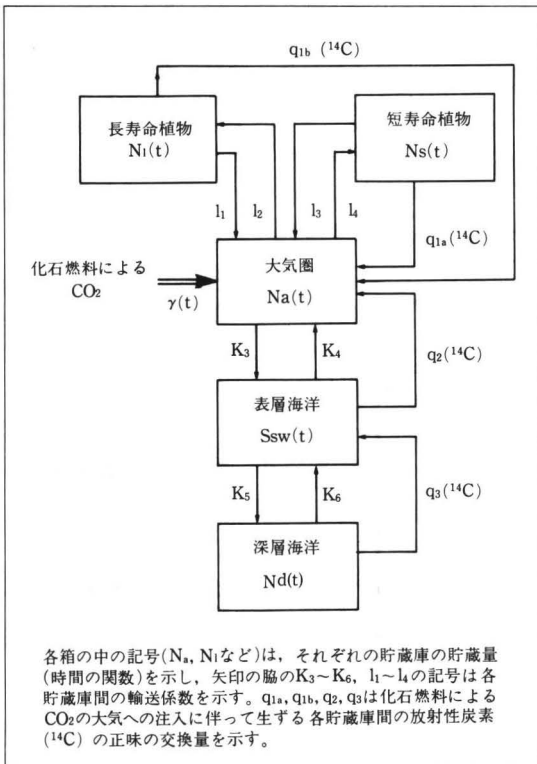 q1b (14C)
長寿命植物
Nl(t)
短寿命植物
Ns(t)
l1
l2
l3
l4
q1a(14C)
化石燃料による
CO2
γ(t)
大気圏
Na(t)
K3
K4
q2(14C)
表層海洋
Ssw(t)
K5
K6
q3(14C)
深層海洋
Nd(t)
各箱の中の記号(Na, Nlなど)は，それぞれの貯蔵庫の貯蔵量
(時間の関数)を示し，矢印の脇のK3～K6, l1～l4の記号は各
貯蔵庫間の輸送係数を示す。q1a, q1b, q2, q3は化石燃料による
CO2の大気への注入に伴って生ずる各貯蔵庫間の放射性炭素
(14C) の正味の交換量を示す。